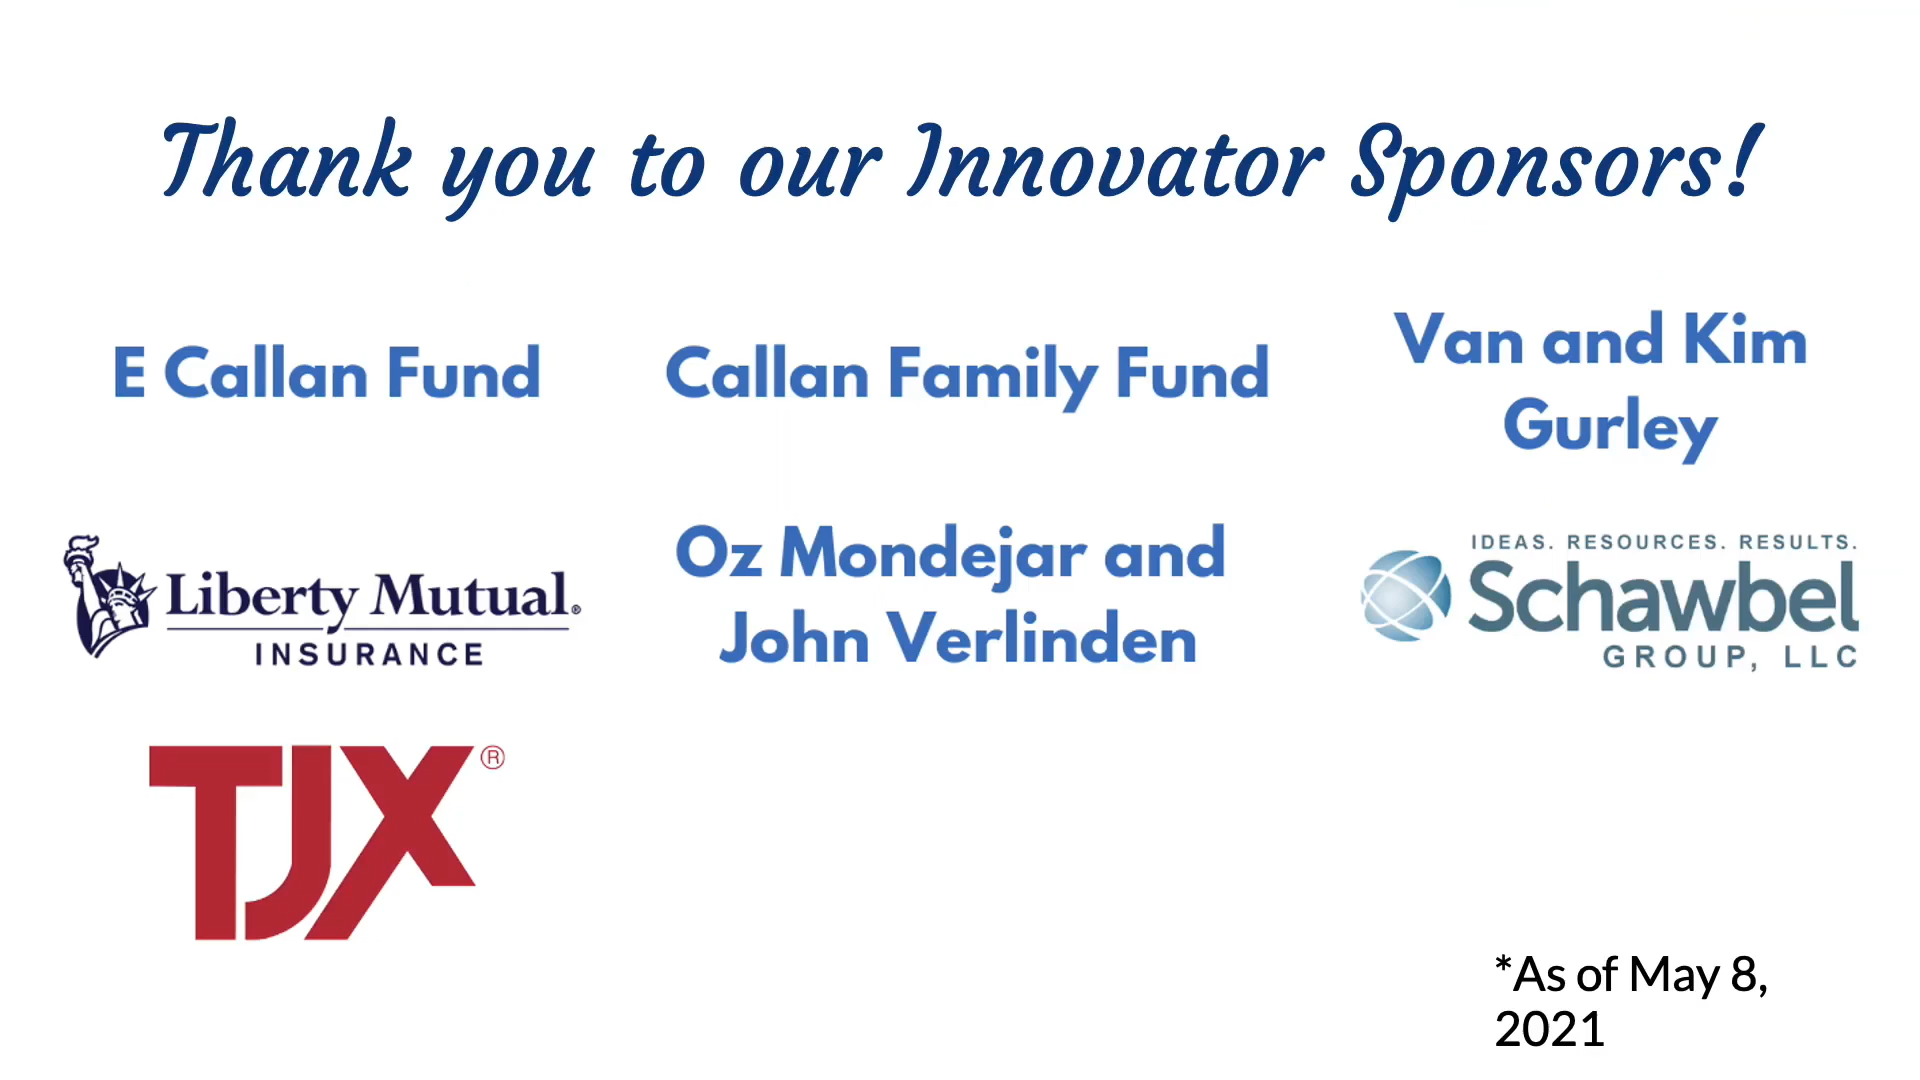 Thank you to our Innovator Sponsors!
E Callan Fund
Callan Family Fund
Van and Kim
Gurley
Liberty Mutual®
INSURANCE
Oz Mondejar and
John Verlinden
IDEAS. RESOURCES. RESULTS.
Schawbel
GROUP, LLC
TJX®
*As of May 8,
2021